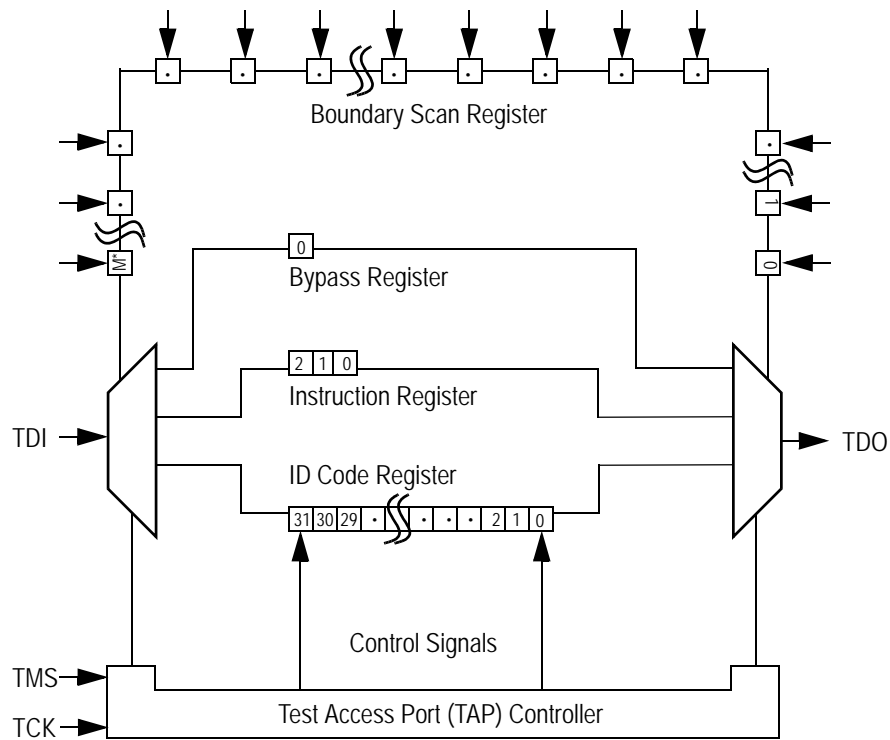 Boundary Scan Register
1
M*
0
0
Bypass Register
2 1 0
Instruction Register
TDI
TDO
ID Code Register
31 30 29 · · · · 2 1 0
Control Signals
TMS
Test Access Port (TAP) Controller
TCK